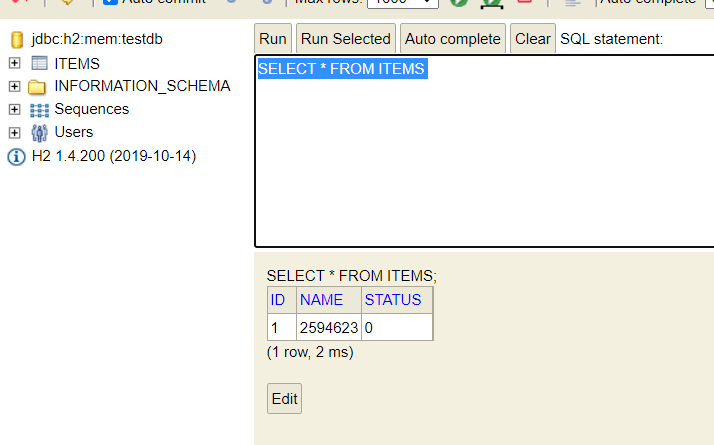 Auto commit Max rows: 1000 Auto complete
jdbc:h2:mem:testdb
ITEMS
INFORMATION_SCHEMA
Sequences
Users
H2 1.4.200 (2019-10-14)
Run Run Selected Auto complete Clear SQL statement:
SELECT * FROM ITEMS
SELECT * FROM ITEMS;
ID NAME STATUS
1 2594623 0
(1 row, 2 ms)
Edit